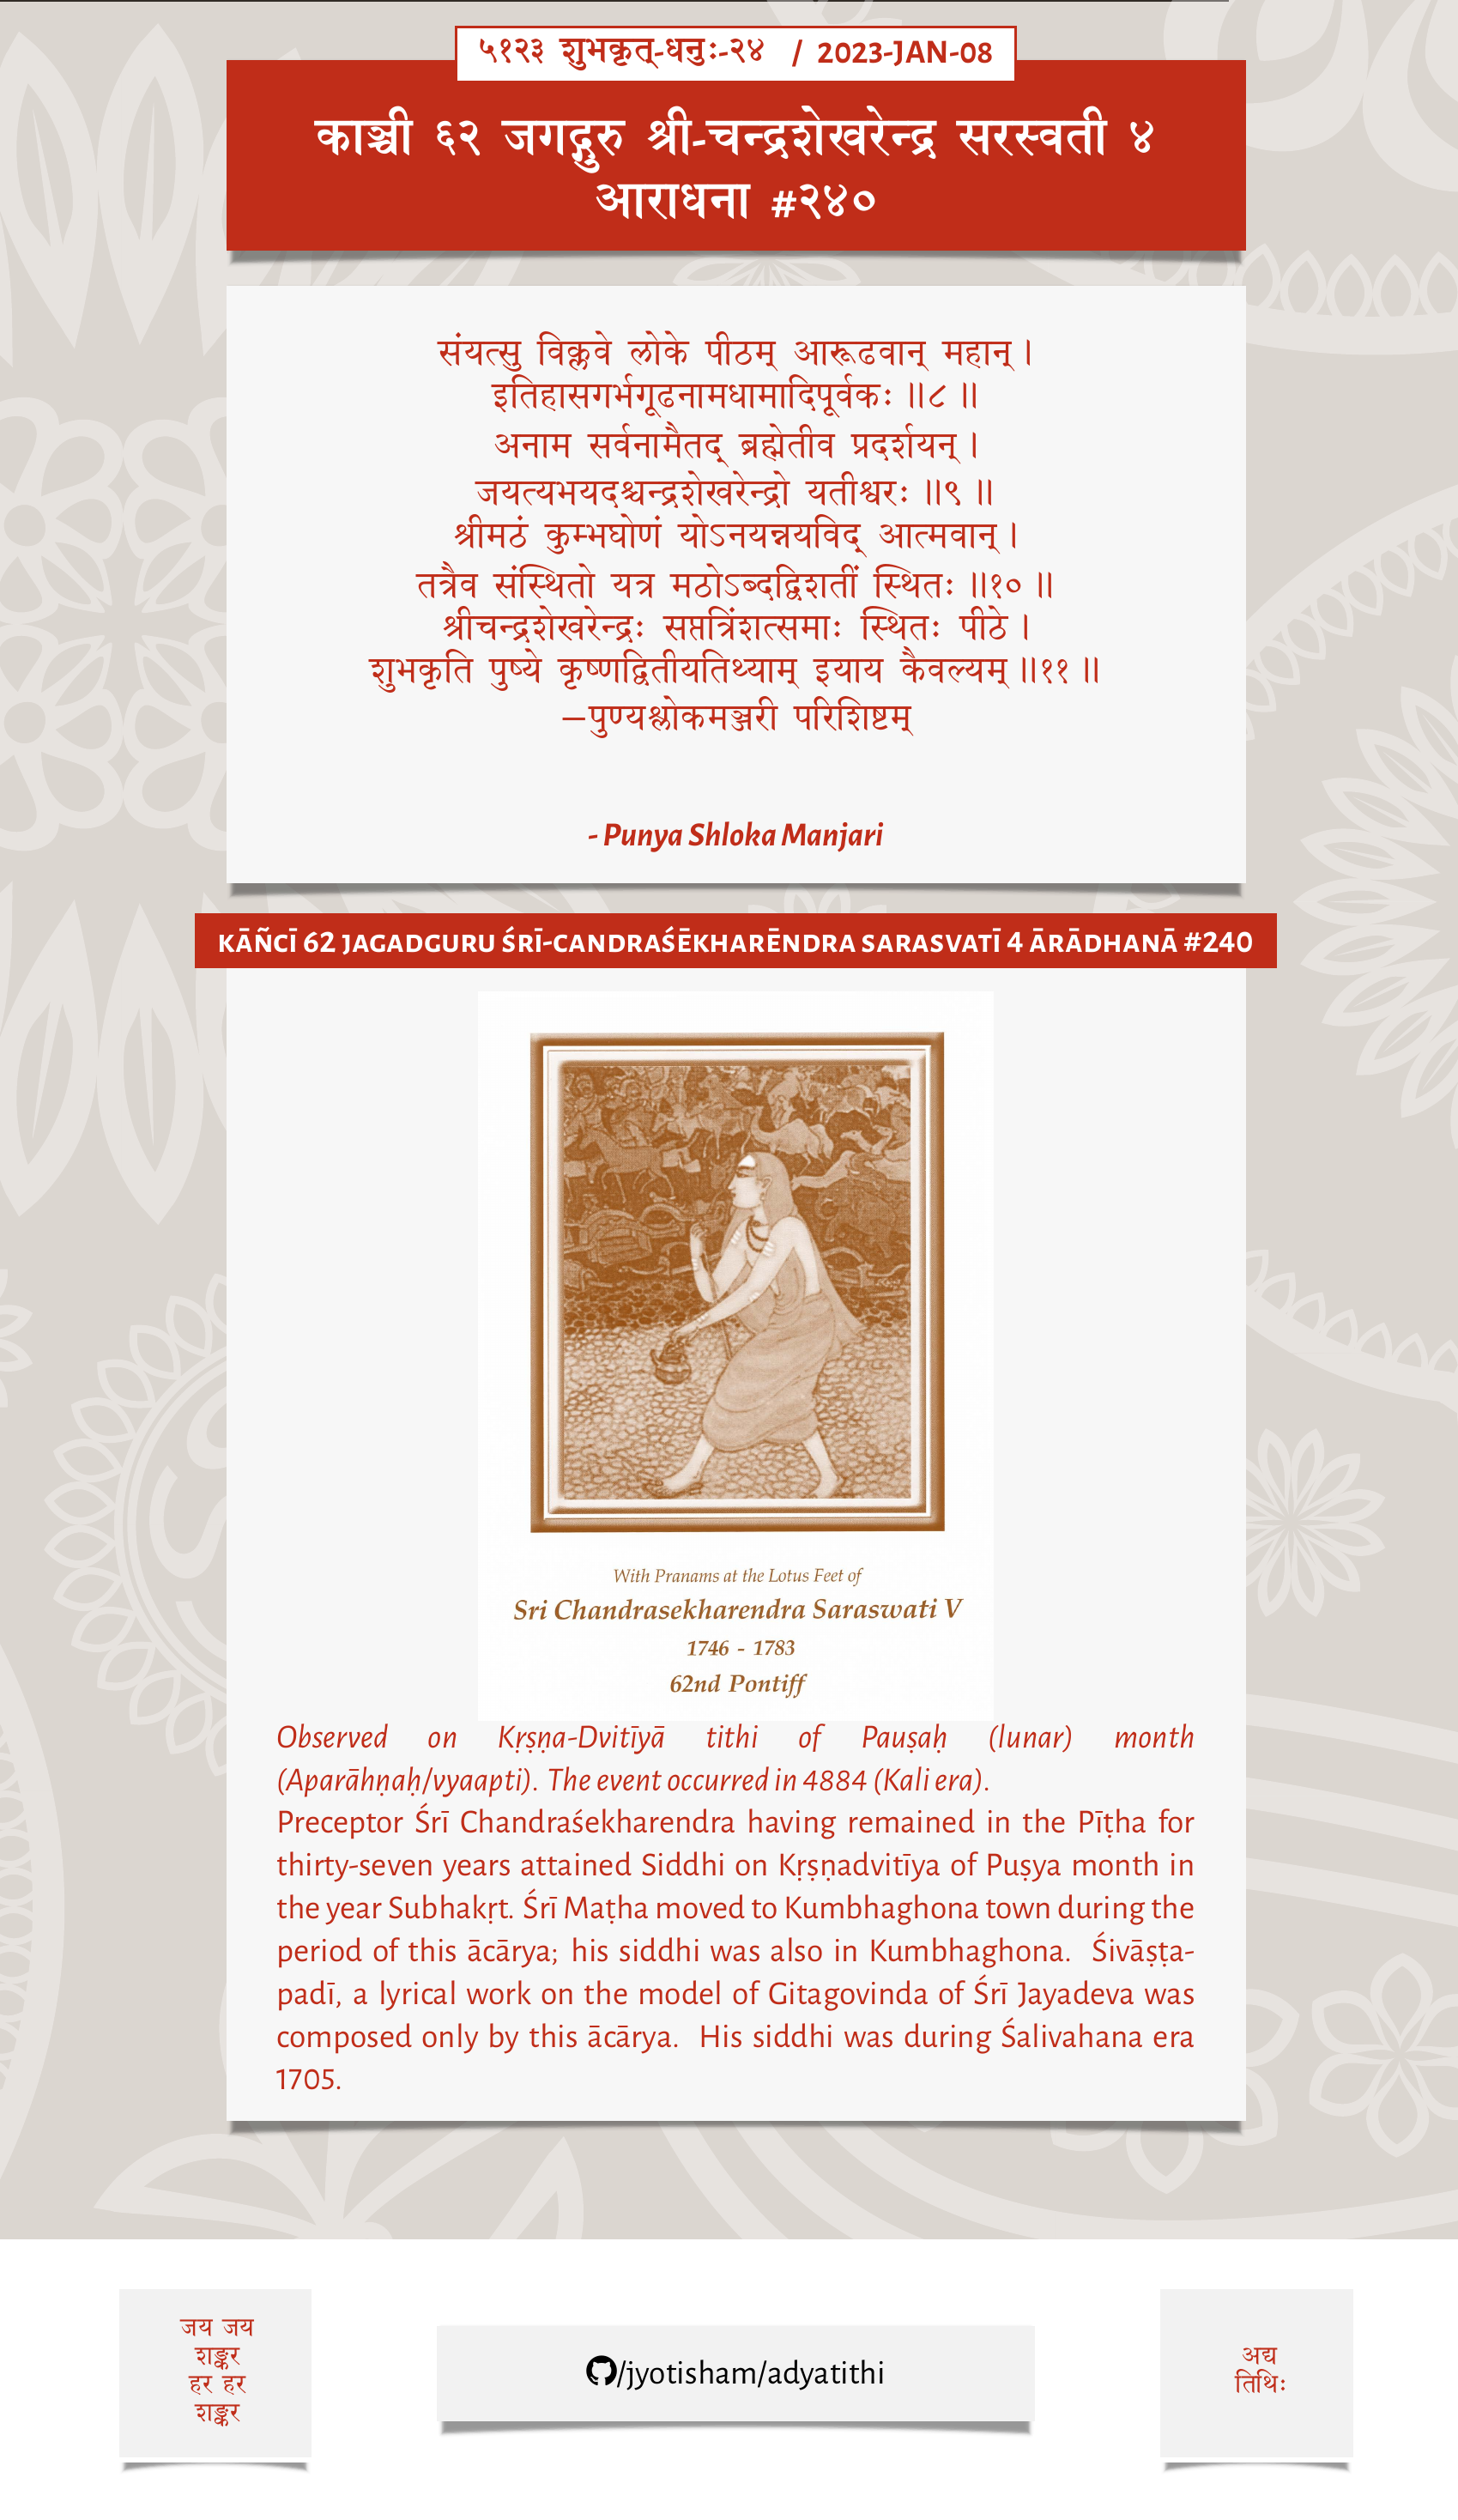 ५१२३ शुभकृत्-धनुः-२४ / 2023-JAN-08
काञ्ची ६२ जगद्गुरु श्री-चन्द्रशेखरेन्द्र सरस्वती ४
आराधना #२४०
संयत्सु विक्लवे लोके पीठम् आरूढवान् महान्।
इतिहासगर्भगूढनामधामादिपूर्वकः॥८॥
अनाम सर्वनामैतद् ब्रह्मेतीव प्रदर्शयन्।
जयत्यभयदश्चन्द्रशेखरेन्द्रो यतीश्वरः॥९॥
श्रीमठं कुम्भघोणं योऽनयन्नयविद् आत्मवान्।
तत्रैव संस्थितो यत्र मठोऽब्दद्विशतीं स्थितः॥१०॥
श्रीचन्द्रशेखरेन्द्रः सप्तत्रिंशत्समाः स्थितः पीठे।
शुभकृति पुष्ये कृष्णद्वितीयतिथ्याम् इयाय कैवल्यम्॥११॥
—पुण्यश्लोकमञ्जरी परिशिष्टम्
- Punya Shloka Manjari
KĀÑCĪ 62 JAGADGURU ŚRĪ-CANDRAŚĒKHARĒNDRA SARASVATĪ 4 ĀRĀDHANĀ #240
With Pranams at the Lotus Feet of
Sri Chandrasekharendra Saraswati V
1746 - 1783
62nd Pontiff
Observed on Kṛṣṇa-Dvitīyā tithi of Pauṣaḥ (lunar) month
(Aparāhṇaḥ/vyaapti). The event occurred in 4884 (Kali era).
Preceptor Śrī Chandraśekharendra having remained in the Pīṭha for
thirty-seven years attained Siddhi on Kṛṣṇadvitīya of Puṣya month in
the year Subhakṛt. Śrī Maṭha moved to Kumbhaghona town during the
period of this ācārya; his siddhi was also in Kumbhaghona. Śivāṣṭa-
padī, a lyrical work on the model of Gitagovinda of Śrī Jayadeva was
composed only by this ācārya. His siddhi was during Śalivahana era
1705.
जय जय
शङ्कर
हर हर
शङ्कर
/jyotisham/adyatithi
अद्य
तिथिः